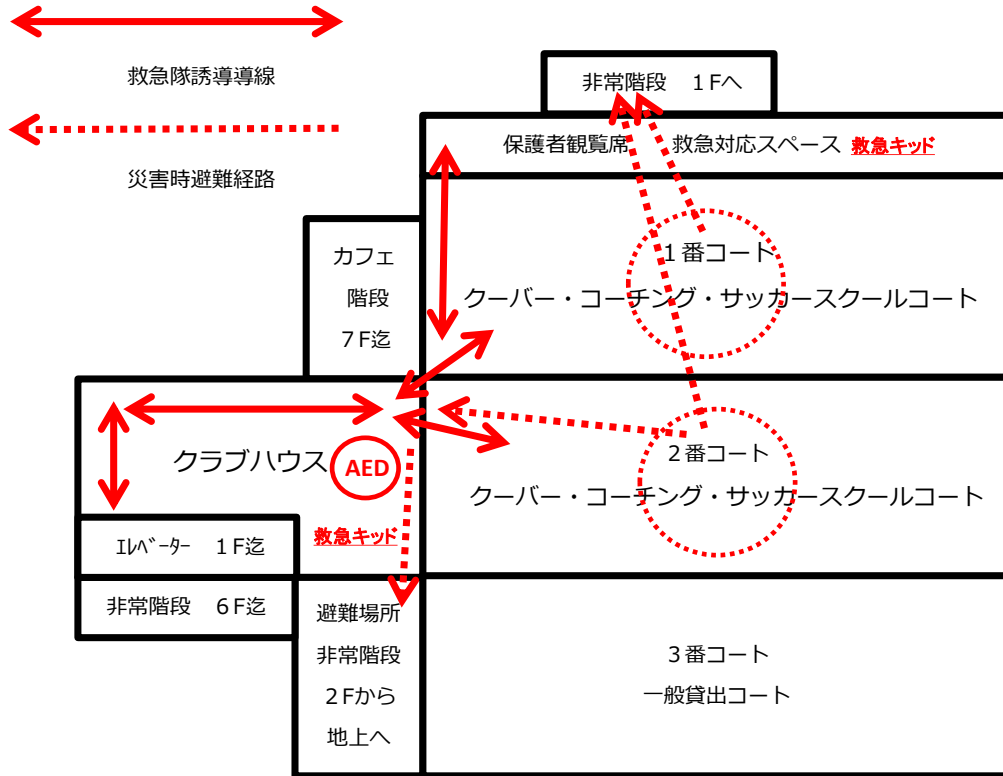 救急隊誘導導線
災害時避難経路
非常階段　1Fへ
保護者観覧席　救急対応スペース　救急キッド
カフェ
階段
7F迄
1番コート
クーバー・コーチング・サッカースクールコート
クラブハウス　AED
救急キッド
2番コート
クーバー・コーチング・サッカースクールコート
ｴﾚﾍﾞｰﾀｰ　1F迄
非常階段　6F迄
避難場所
非常階段
2Fから
地上へ
3番コート
一般貸出コート